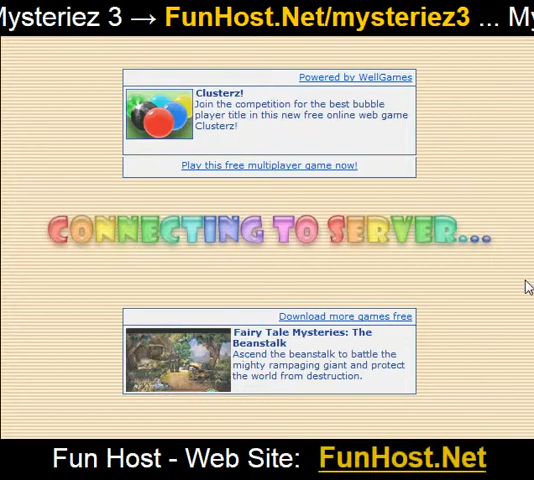 Mysteriez 3 → FunHost.Net/mysteriez3 ... My
Powered by WellGames
Clusterz!
Join the competition for the best bubble
player title in this new free online web game
Clusterz!
Play this free multiplayer game now!
CONNECTING TO SERVER...
Download more games free
Fairy Tale Mysteries: The
Beanstalk
Ascend the beanstalk to battle the
mighty rampaging giant and protect
the world from destruction.
Fun Host - Web Site: FunHost.Net